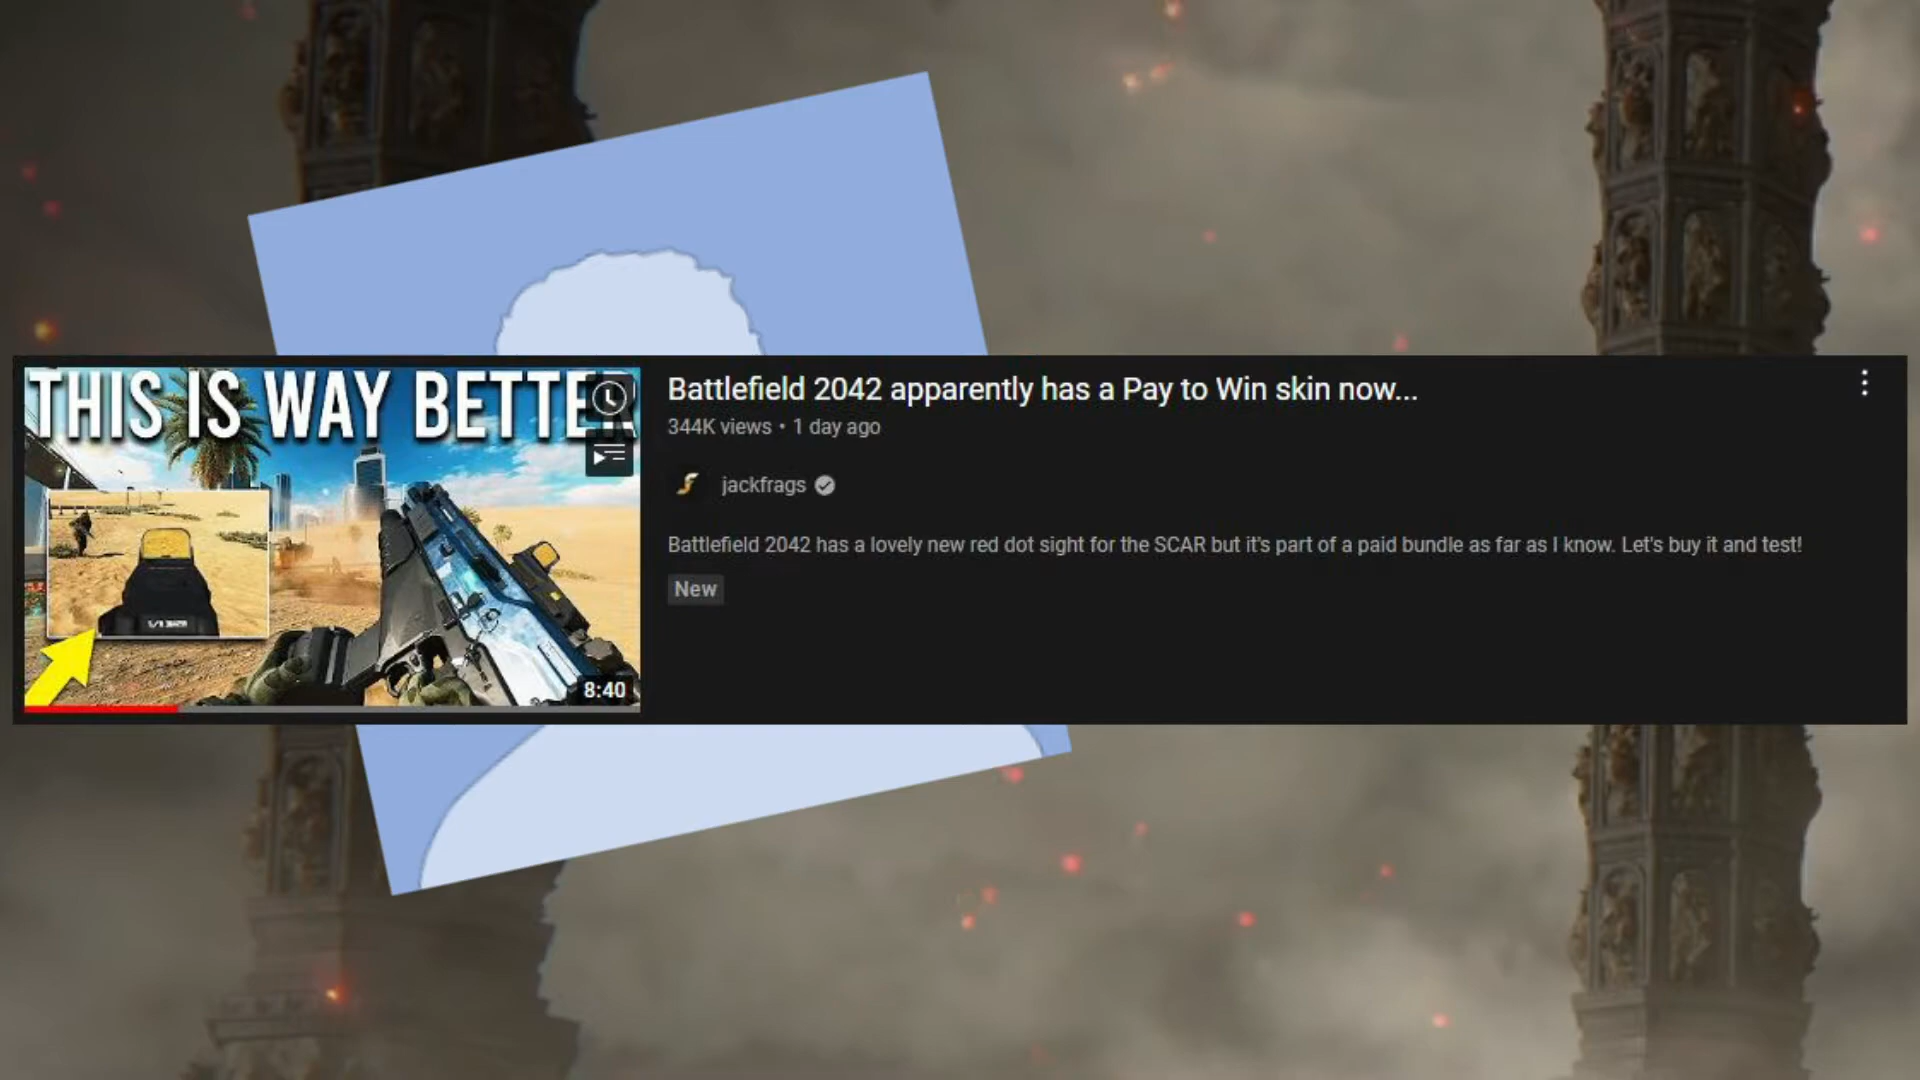 THIS IS WAY BETTER
8:40
Battlefield 2042 apparently has a Pay to Win skin now...
344K views • 1 day ago
jackfrags
Battlefield 2042 has a lovely new red dot sight for the SCAR but it's part of a paid bundle as far as I know. Let's buy it and test!
New